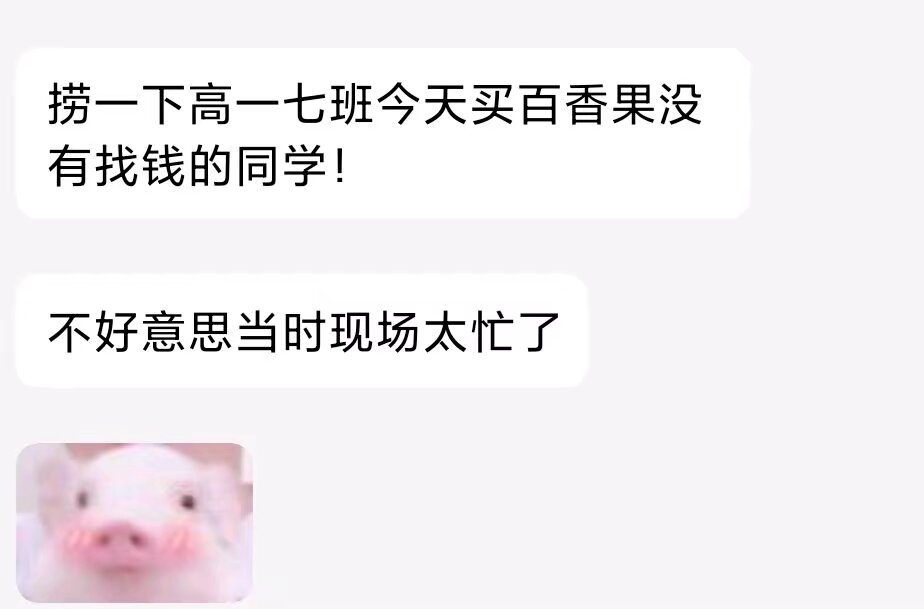 捞一下高一七班今天买百香果没
有找钱的同学！
不好意思当时现场太忙了